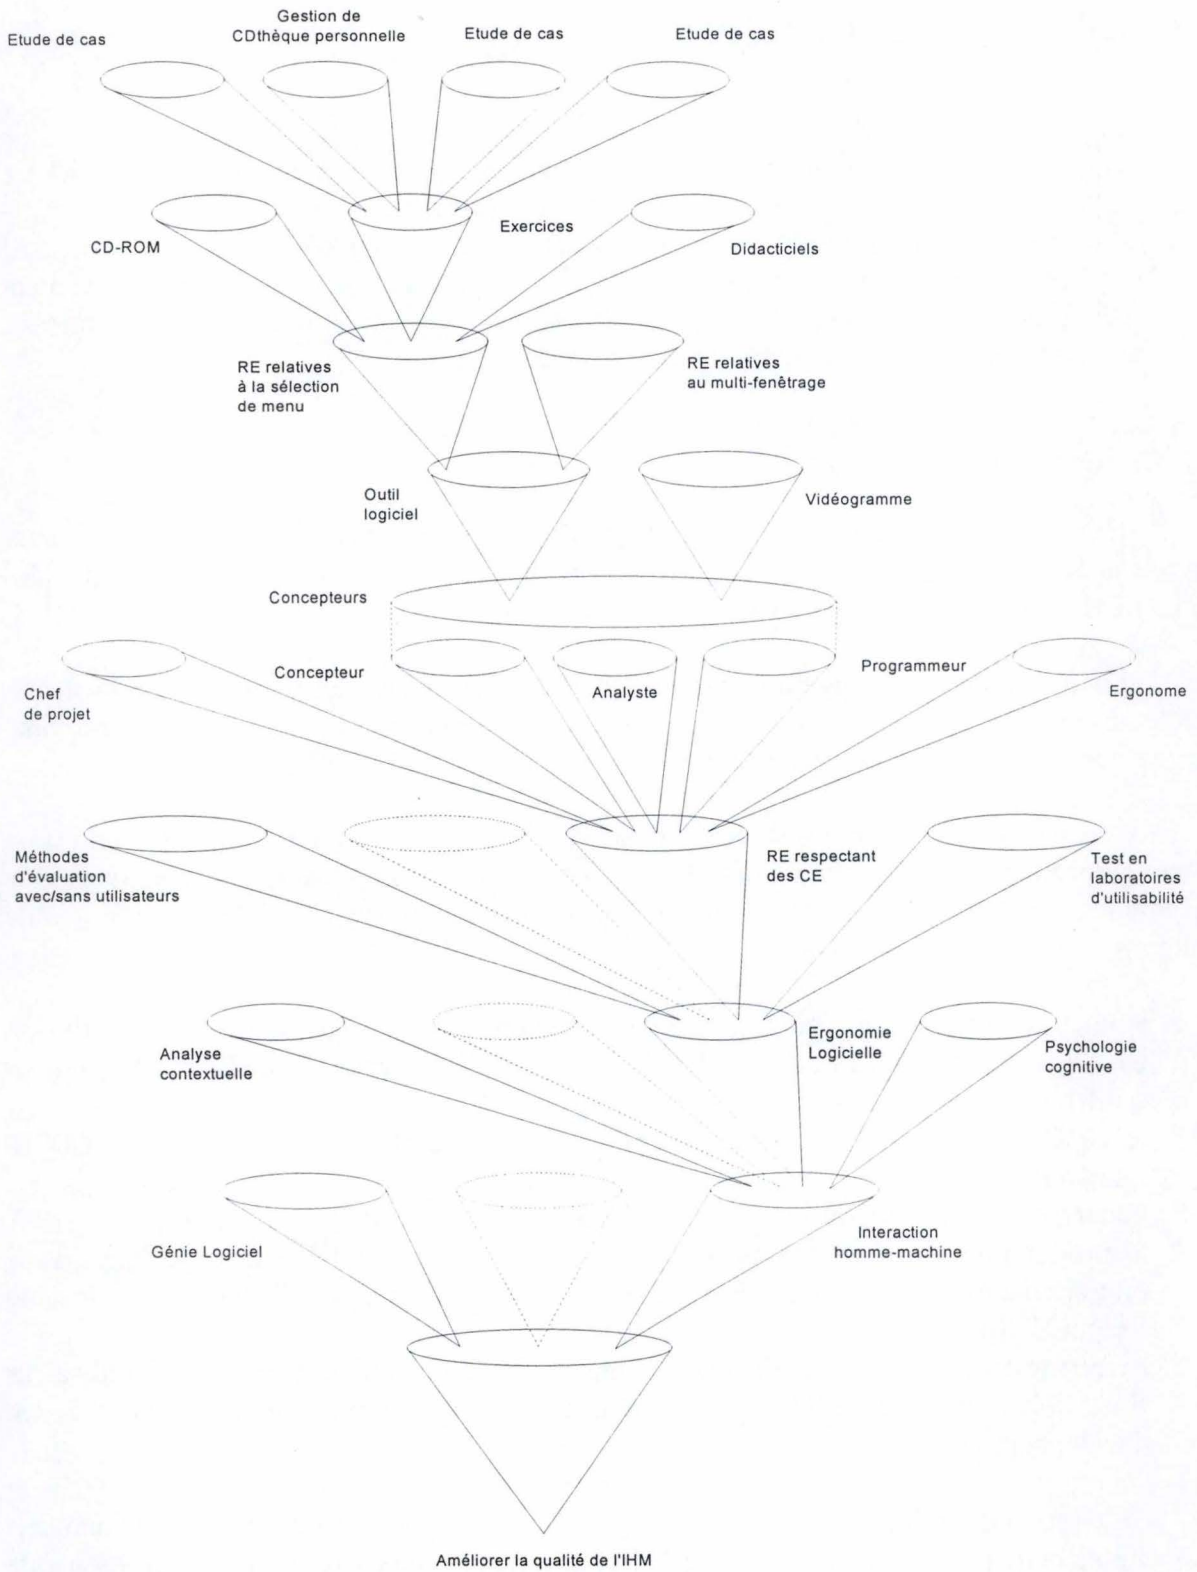 Etude de cas
Gestion de
CDthèque personnelle
Etude de cas
Etude de cas
CD-ROM
Exercices
Didacticiels
RE relatives
à la sélection
de menu
RE relatives
au multi-fenêtrage
Outil
logiciel
Vidéogramme
Concepteurs
Chef
de projet
Concepteur
Analyste
Programmeur
Ergonome
Méthodes
d'évaluation
avec/sans utilisateurs
RE respectant
des CE
Test en
laboratoires
d'utilisabilité
Analyse
contextuelle
Ergonomie
Logicielle
Psychologie
cognitive
Génie Logiciel
Interaction
homme-machine
Améliorer la qualité de l'IHM